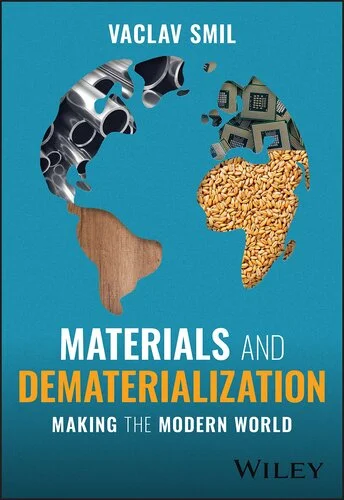 VACLAV SMIL
MATERIALS AND
DEMATERIALIZATION
MAKING THE MODERN WORLD
WILEY